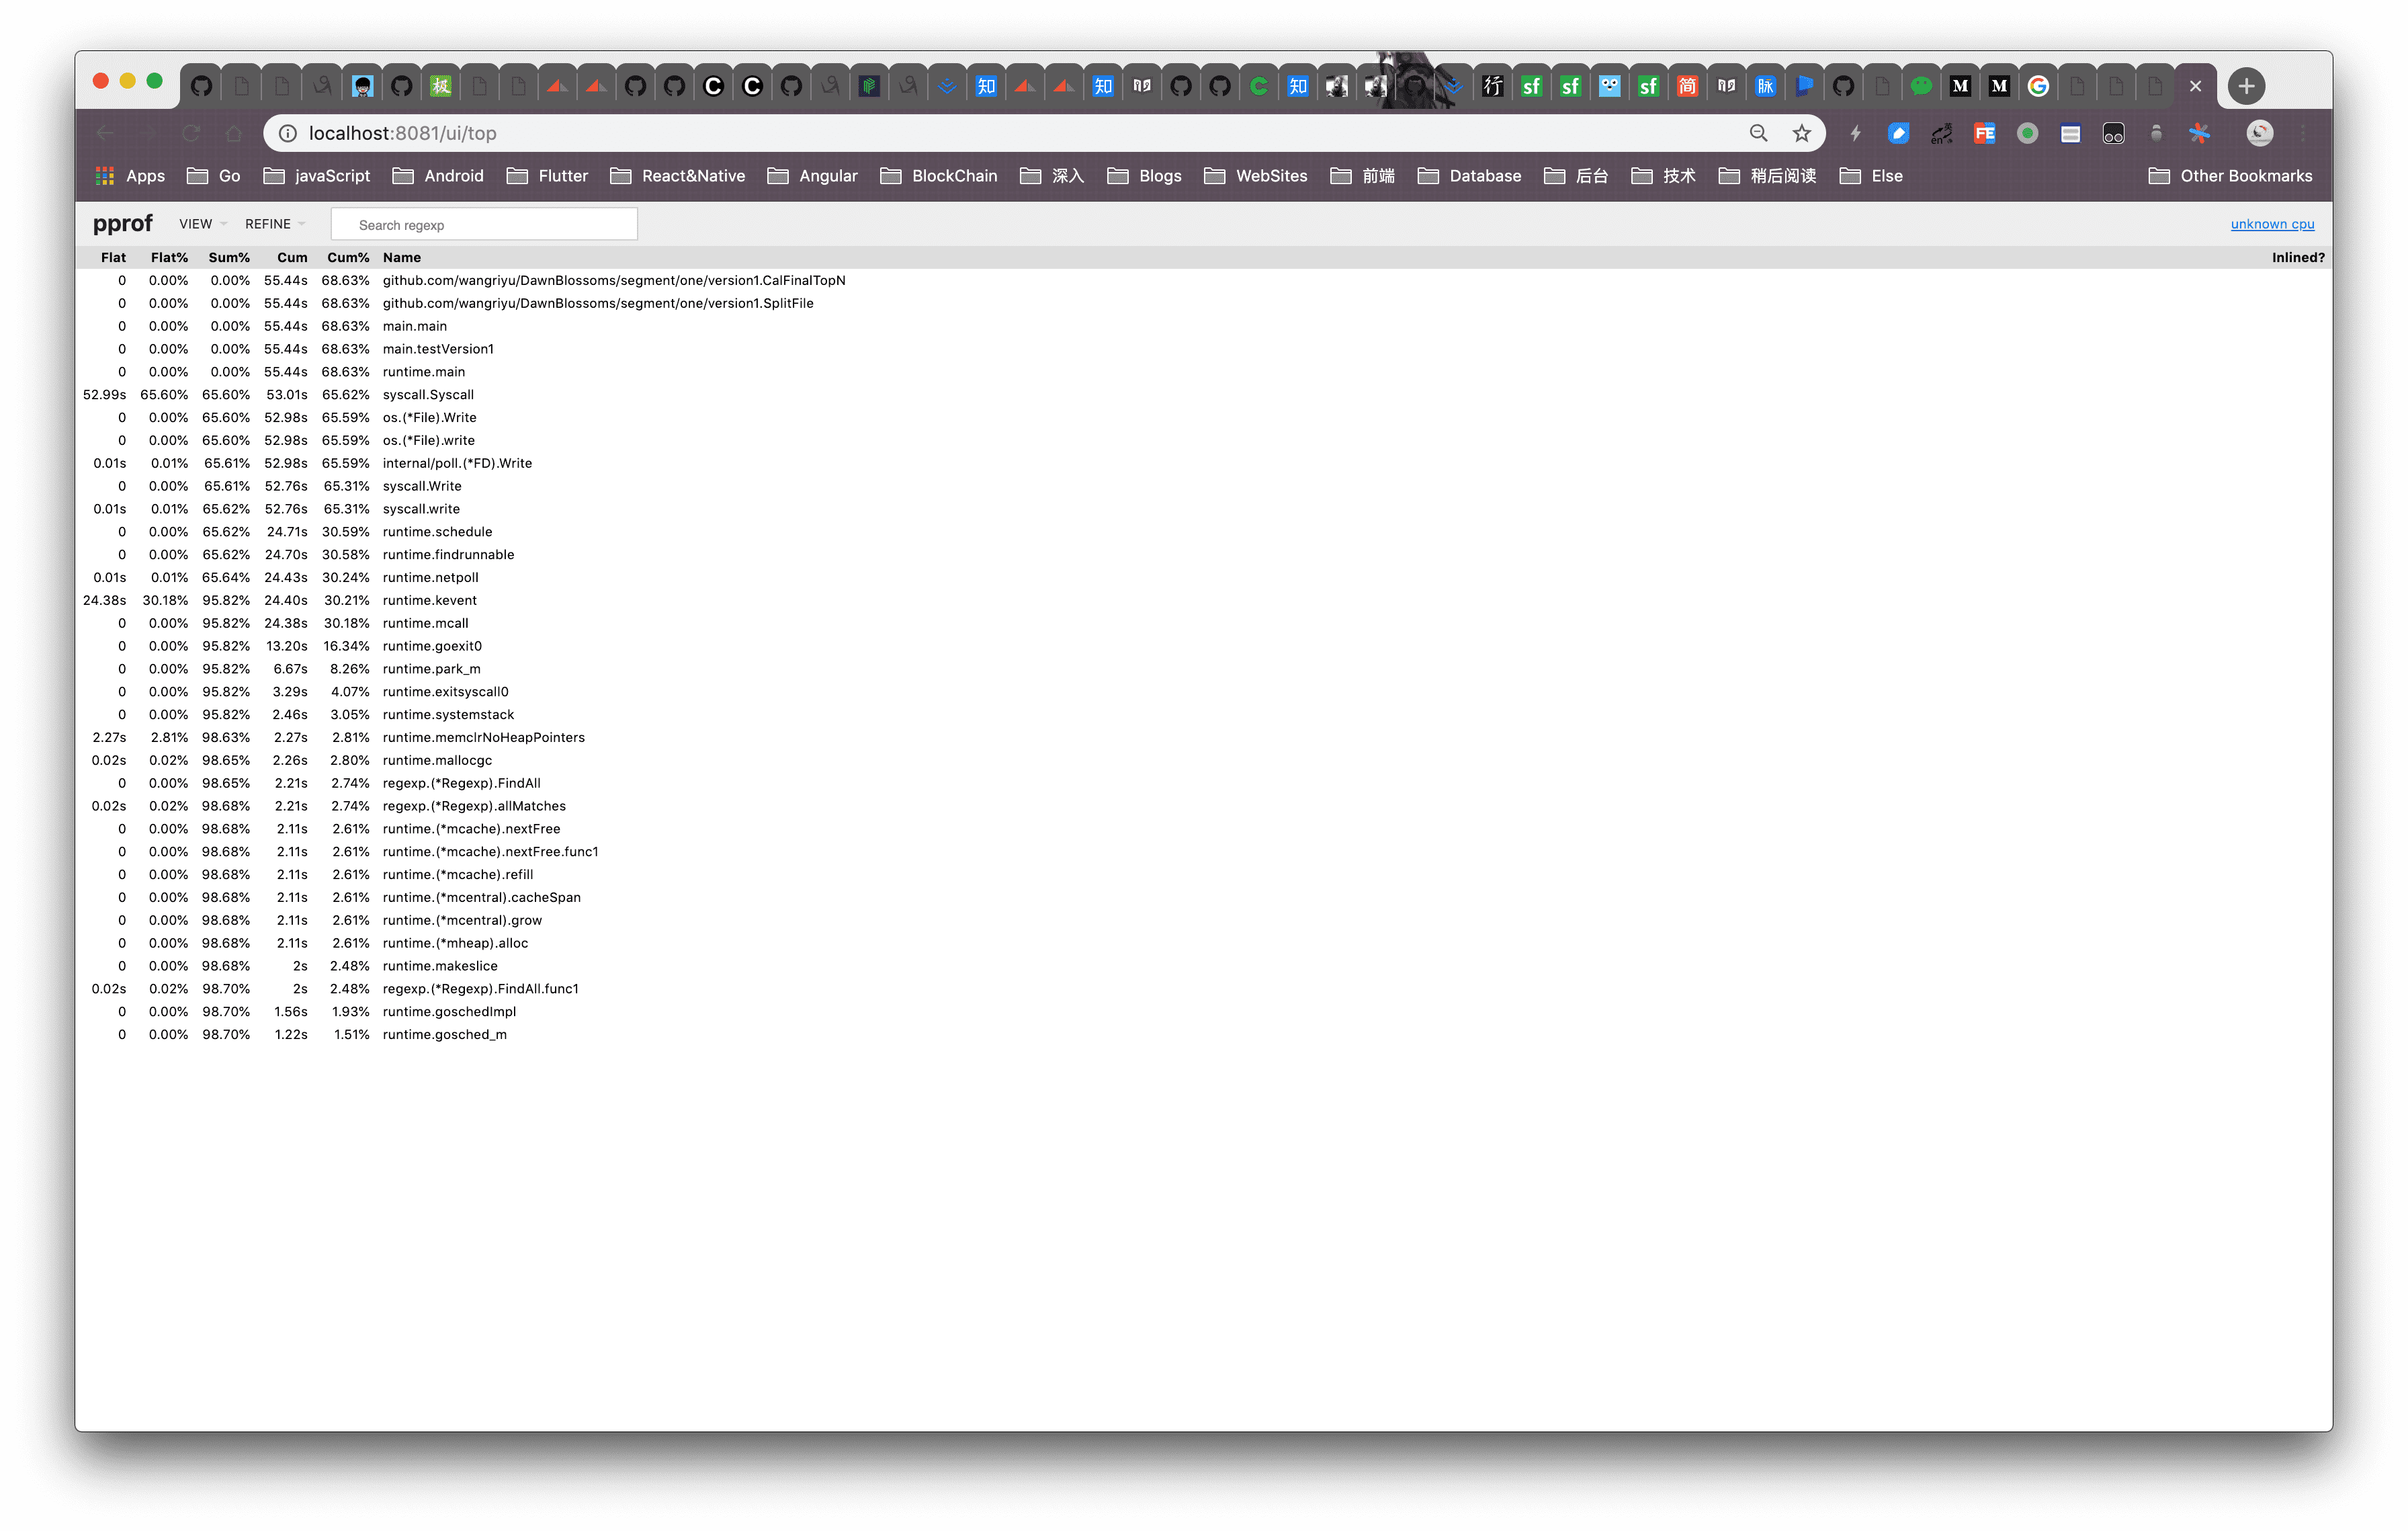 localhost:8081/ui/top
Apps Go javaScript Android Flutter React&Native Angular BlockChain 深入 Blogs WebSites 前端 Database 后台 技术 稍后阅读 Else Other Bookmarks
pprof VIEW REFINE Search regexp unknown cpu
Flat Flat% Sum% Cum Cum% Name Inlined?
0 0.00% 0.00% 55.44s 68.63% github.com/wangriyu/DawnBlossoms/segment/one/version1.CalFinalTopN
0 0.00% 0.00% 55.44s 68.63% github.com/wangriyu/DawnBlossoms/segment/one/version1.SplitFile
0 0.00% 0.00% 55.44s 68.63% main.main
0 0.00% 0.00% 55.44s 68.63% main.testVersion1
0 0.00% 0.00% 55.44s 68.63% runtime.main
52.99s 65.60% 65.60% 53.01s 65.62% syscall.Syscall
0 0.00% 65.60% 52.98s 65.59% os.(*File).Write
0 0.00% 65.60% 52.98s 65.59% os.(*File).write
0.01s 0.01% 65.61% 52.98s 65.59% internal/poll.(*FD).Write
0 0.00% 65.61% 52.76s 65.31% syscall.Write
0.01s 0.01% 65.62% 52.76s 65.31% syscall.write
0 0.00% 65.62% 24.71s 30.59% runtime.schedule
0 0.00% 65.62% 24.70s 30.58% runtime.findrunnable
0.01s 0.01% 65.64% 24.43s 30.24% runtime.netpoll
24.38s 30.18% 95.82% 24.40s 30.21% runtime.kevent
0 0.00% 95.82% 24.38s 30.18% runtime.mcall
0 0.00% 95.82% 13.20s 16.34% runtime.goexit0
0 0.00% 95.82% 6.67s 8.26% runtime.park_m
0 0.00% 95.82% 3.29s 4.07% runtime.exitsyscall0
0 0.00% 95.82% 2.46s 3.05% runtime.systemstack
2.27s 2.81% 98.63% 2.27s 2.81% runtime.memclrNoHeapPointers
0.02s 0.02% 98.65% 2.26s 2.80% runtime.mallocgc
0 0.00% 98.65% 2.21s 2.74% regexp.(*Regexp).FindAll
0.02s 0.02% 98.68% 2.21s 2.74% regexp.(*Regexp).allMatches
0 0.00% 98.68% 2.11s 2.61% runtime.(*mcache).nextFree
0 0.00% 98.68% 2.11s 2.61% runtime.(*mcache).nextFree.func1
0 0.00% 98.68% 2.11s 2.61% runtime.(*mcache).refill
0 0.00% 98.68% 2.11s 2.61% runtime.(*mcentral).cacheSpan
0 0.00% 98.68% 2.11s 2.61% runtime.(*mcentral).grow
0 0.00% 98.68% 2.11s 2.61% runtime.(*mheap).alloc
0 0.00% 98.68% 2s 2.48% runtime.makeslice
0.02s 0.02% 98.70% 2s 2.48% regexp.(*Regexp).FindAll.func1
0 0.00% 98.70% 1.56s 1.93% runtime.goschedImpl
0 0.00% 98.70% 1.22s 1.51% runtime.gosched_m